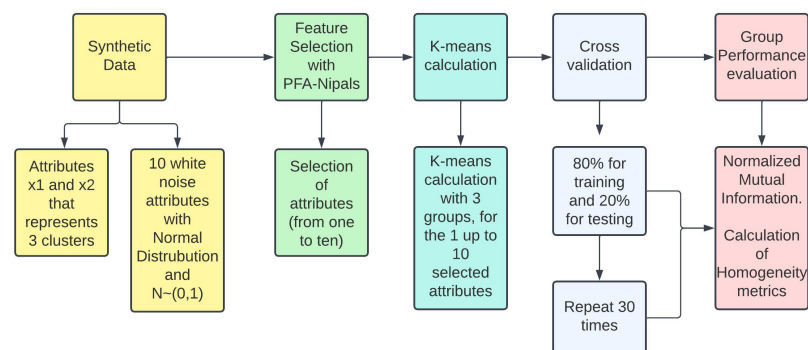 Synthetic
Data
Feature
Selection
with
PFA-Nipals
K-means
calculation
Cross
validation
Group
Performance
evaluation
Attributes
x1 and x2
that
represents
3 clusters
10 white
noise
attributes
with
Normal
Distrubution
and
N~(0,1)
Selection
of
attributes
(from one
to ten)
K-means
calculation
with 3
groups, for
the 1 up to
10
selected
attributes
80% for
training
and 20%
for testing
Repeat 30
times
Normalized
Mutual
Information.
Calculation
of
Homogeneity
metrics